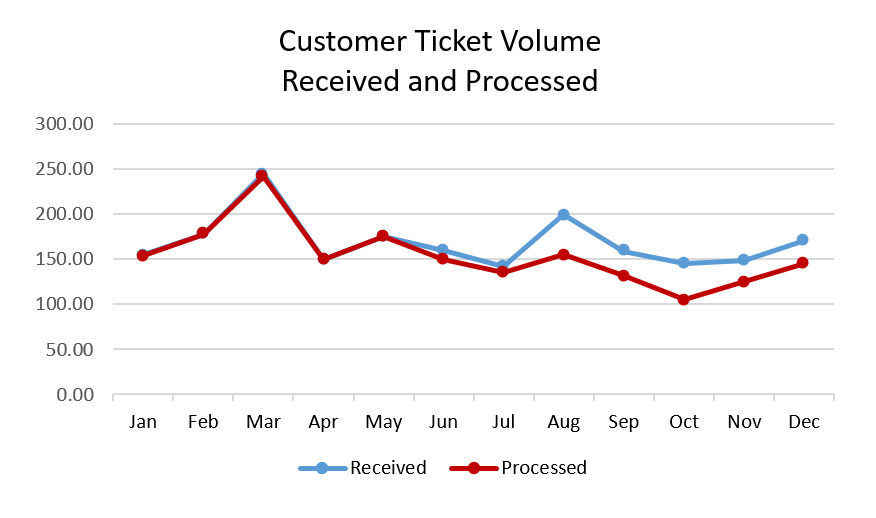 Customer Ticket Volume
Received and Processed
300.00
250.00
200.00
150.00
100.00
50.00
0.00
Jan Feb Mar Apr May Jun Jul Aug Sep Oct Nov Dec
Received Processed